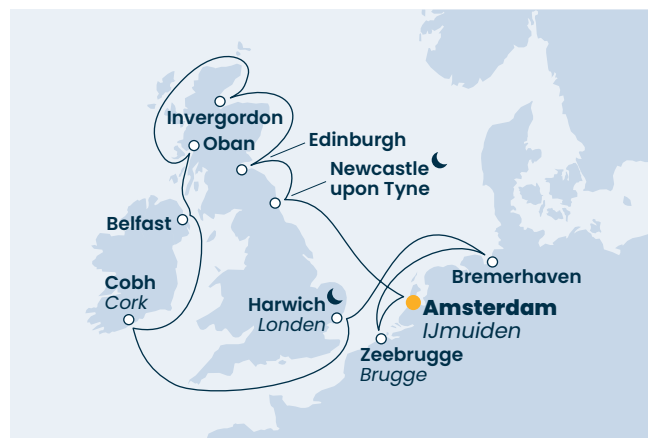 Invergordon
Oban
Edinburgh
Newcastle
upon Tyne
Belfast
Cobh
Cork
Harwich
Londen
Bremerhaven
Amsterdam
IJmuiden
Zeebrugge
Brugge